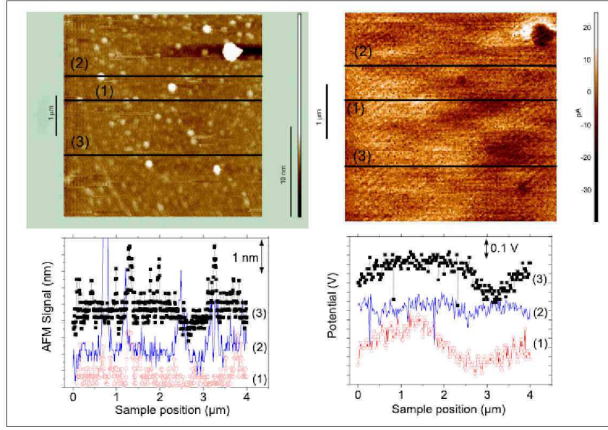 (2)
(1)
(3)
1 µm
10 nm
(2)
(1)
(3)
1 µm
20
10
0
-10
-20
-30
pA
1 nm
(3)
(2)
(1)
AFM Signal (nm)
0 1 2 3 4
Sample position (µm)
0.1 V
(3)
(2)
(1)
Potential (V)
0 1 2 3 4
Sample position (µm)